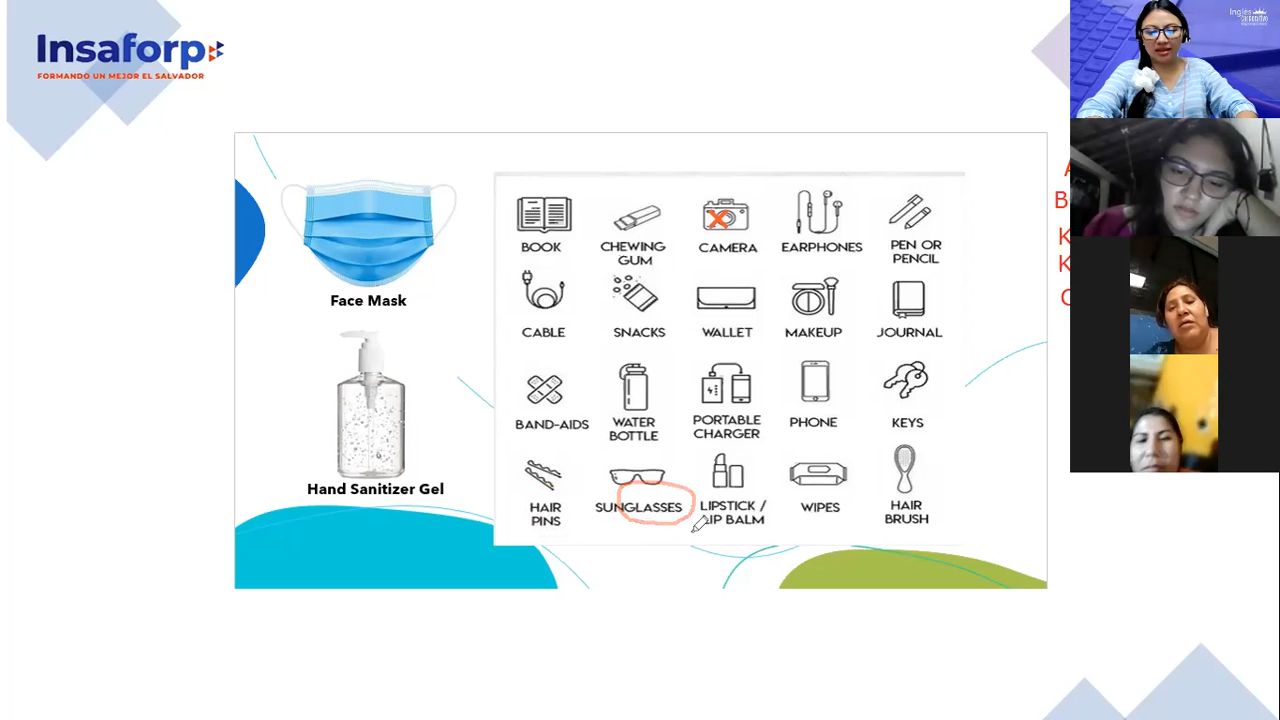 Insaforp
FORMANDO UN MEJOR EL SALVADOR
Face Mask
Hand Sanitizer Gel
BOOK
CHEWING
GUM
CAMERA
EARPHONES
PEN OR
PENCIL
CABLE
SNACKS
WALLET
MAKEUP
JOURNAL
BAND-AIDS
WATER
BOTTLE
PORTABLE
CHARGER
PHONE
KEYS
HAIR
PINS
SUNGLASSES
LIPSTICK /
LIP BALM
WIPES
HAIR
BRUSH
B
K
K
Inglés